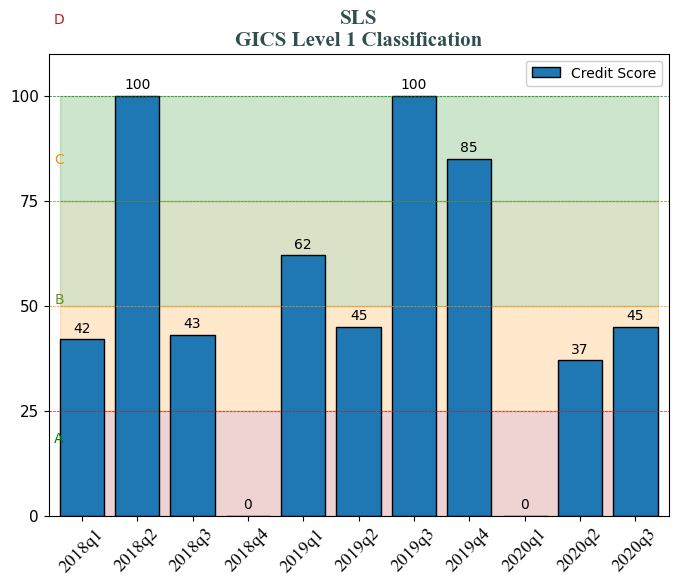 D
SLS
GICS Level 1 Classification
Credit Score
100
100
100
C
85
75
62
B
50
42
43
45
37
45
25
A
0
0
0
2018q1
2018q2
2018q3
2018q4
2019q1
2019q2
2019q3
2019q4
2020q1
2020q2
2020q3